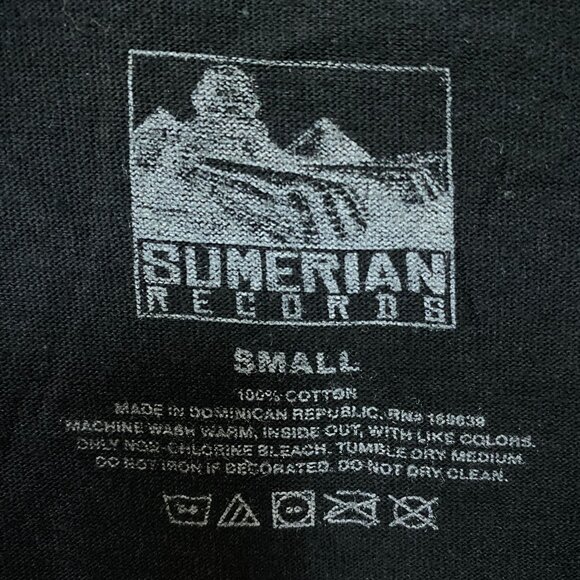 SUMERIAN
RECORDS
SMALL
100% COTTON
MADE IN DOMINICAN REPUBLIC, RN#
MACHINE WASH WARM, INSIDE OUT, WITH LIKE COLORS.
ONLY NON-CHLORINE BLEACH. TUMBLE DRY MEDIUM.
DO NOT IRON IF DECORATED. DO NOT DRY CLEAN.